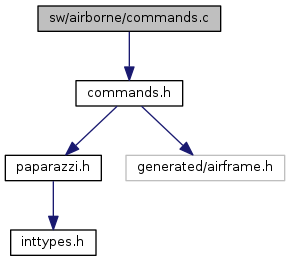 sw/airborne/commands.c
commands.h
paparazzi.h
generated/airframe.h
inttypes.h